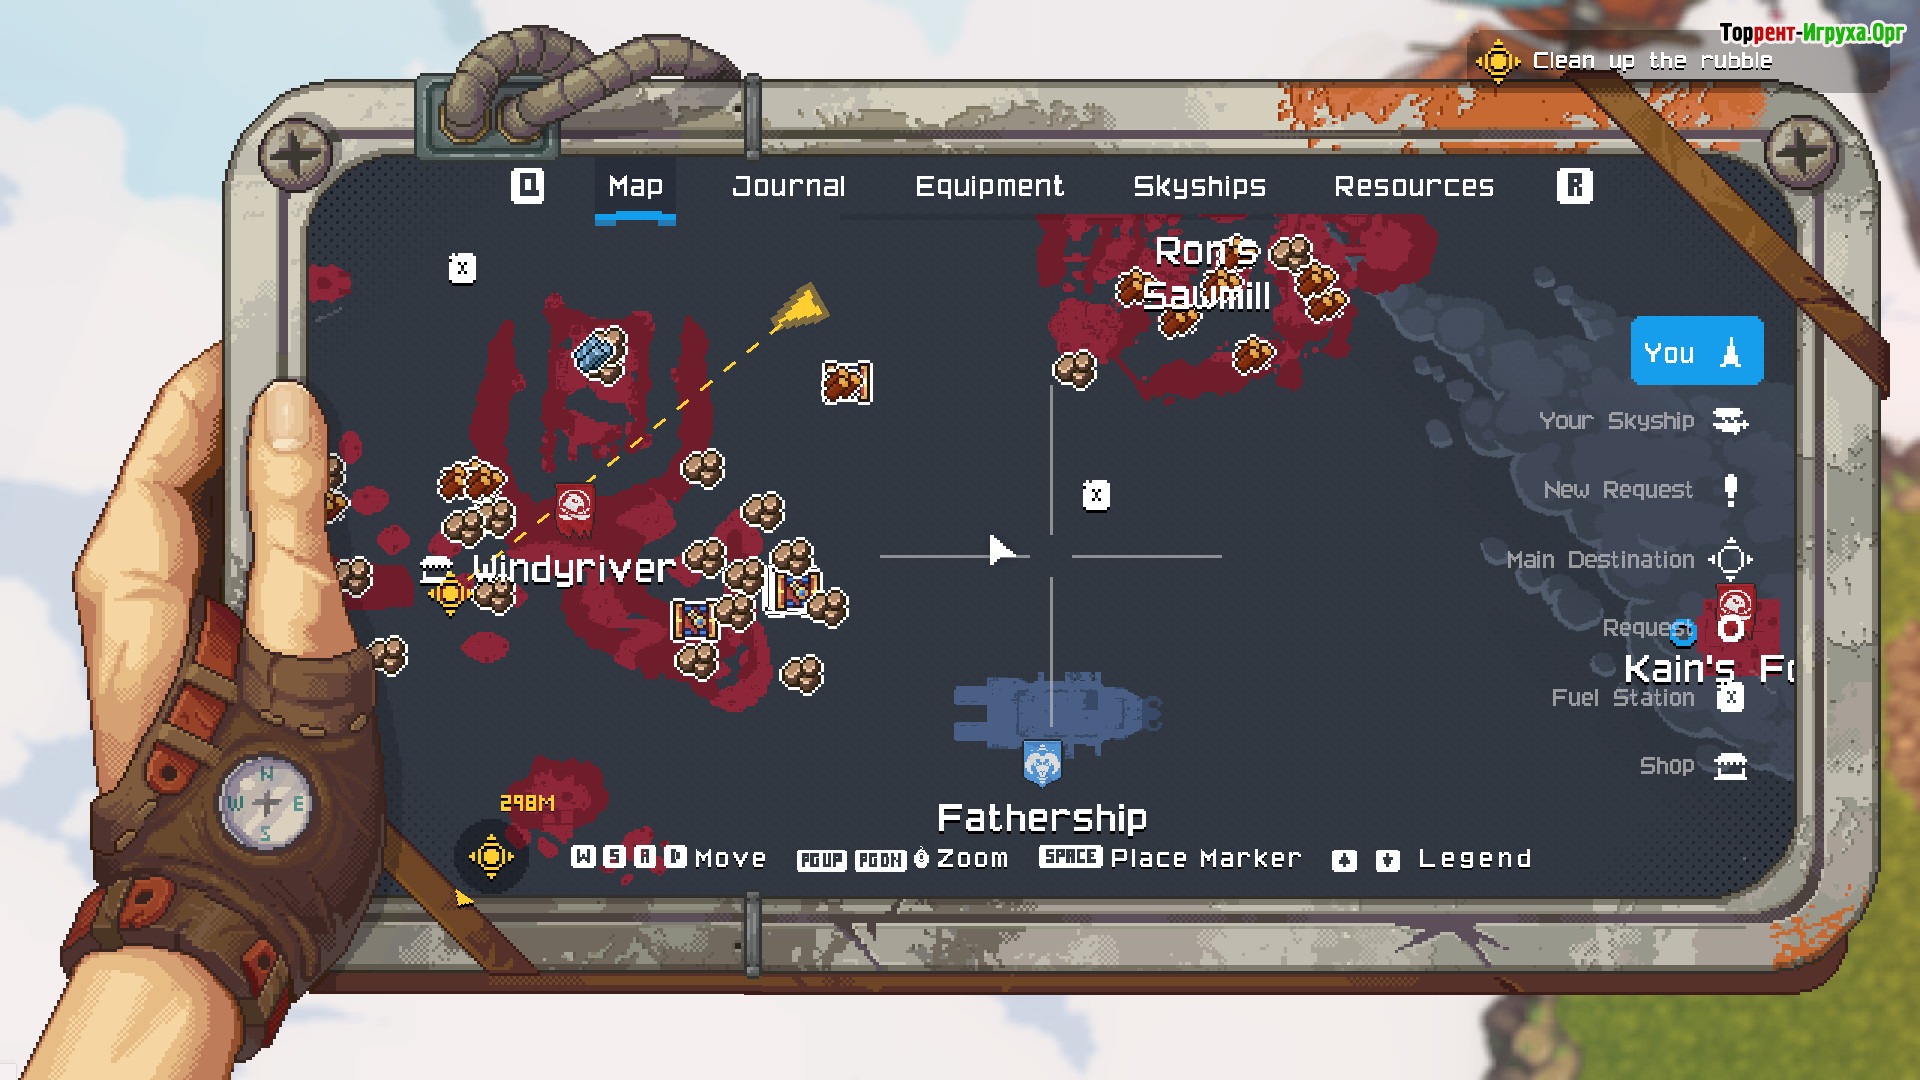 Торрент-Игруха.Орг
Clean up the rubble
Q Map Journal Equipment Skyships Resources R
Ron's
Sawmill
X
You
Your Skyship
New Request
X
Main Destination
Windyriver
Request
Kain's Fo
Fuel Station X
Shop
298M
Fathership
W S A D Move PGUP PGDN Zoom SPACE Place Marker Legend
N
W E
S